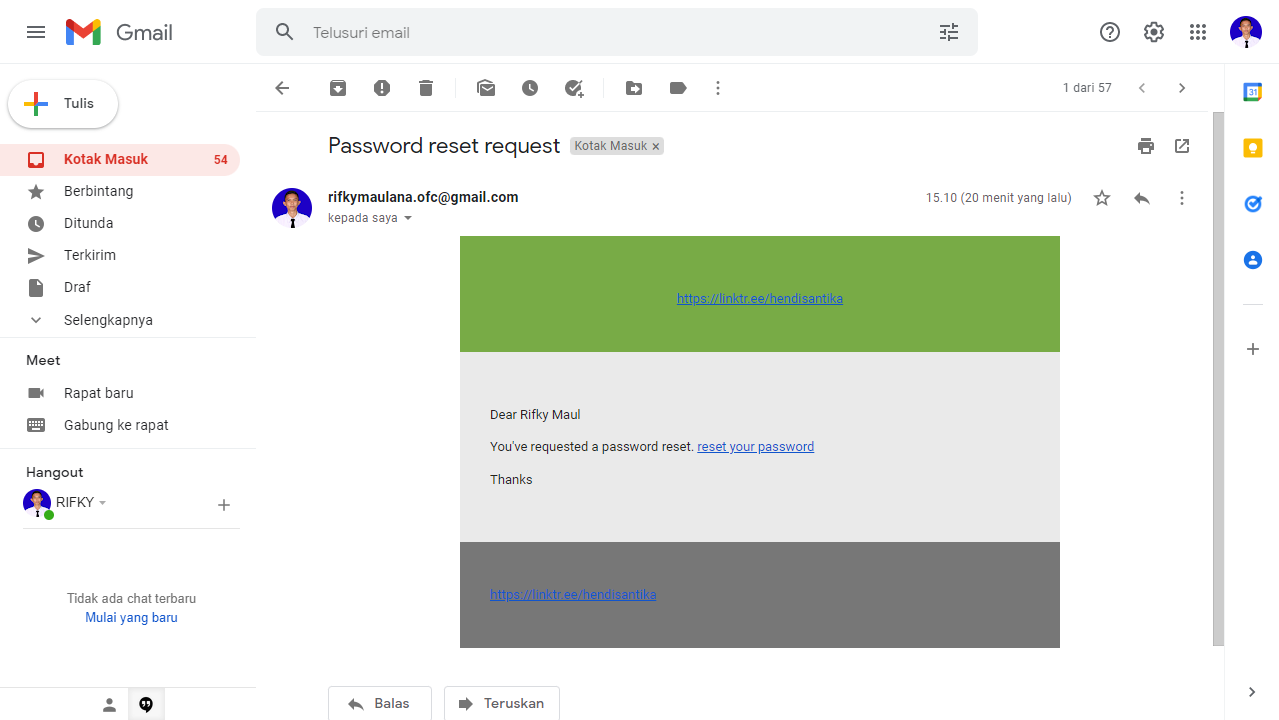 Gmail
Telusuri email
Tulis
1 dari 57
Kotak Masuk 54
Berbintang
Ditunda
Terkirim
Draf
Selengkapnya
Meet
Rapat baru
Gabung ke rapat
Hangout
RIFKY
Tidak ada chat terbaru
Mulai yang baru
Password reset request Kotak Masuk ×
rifkymaulana.ofc@gmail.com 15.10 (20 menit yang lalu)
kepada saya
https://linktr.ee/hendisantika
Dear Rifky Maul
You've requested a password reset. reset your password
Thanks
https://linktr.ee/hendisantika
Balas Teruskan
31